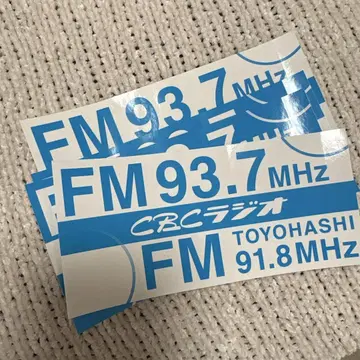 FM 93.7 MHz
FM 93.7 MHz
CBCラジオ
FM TOYOHASHI
91.8 MHz